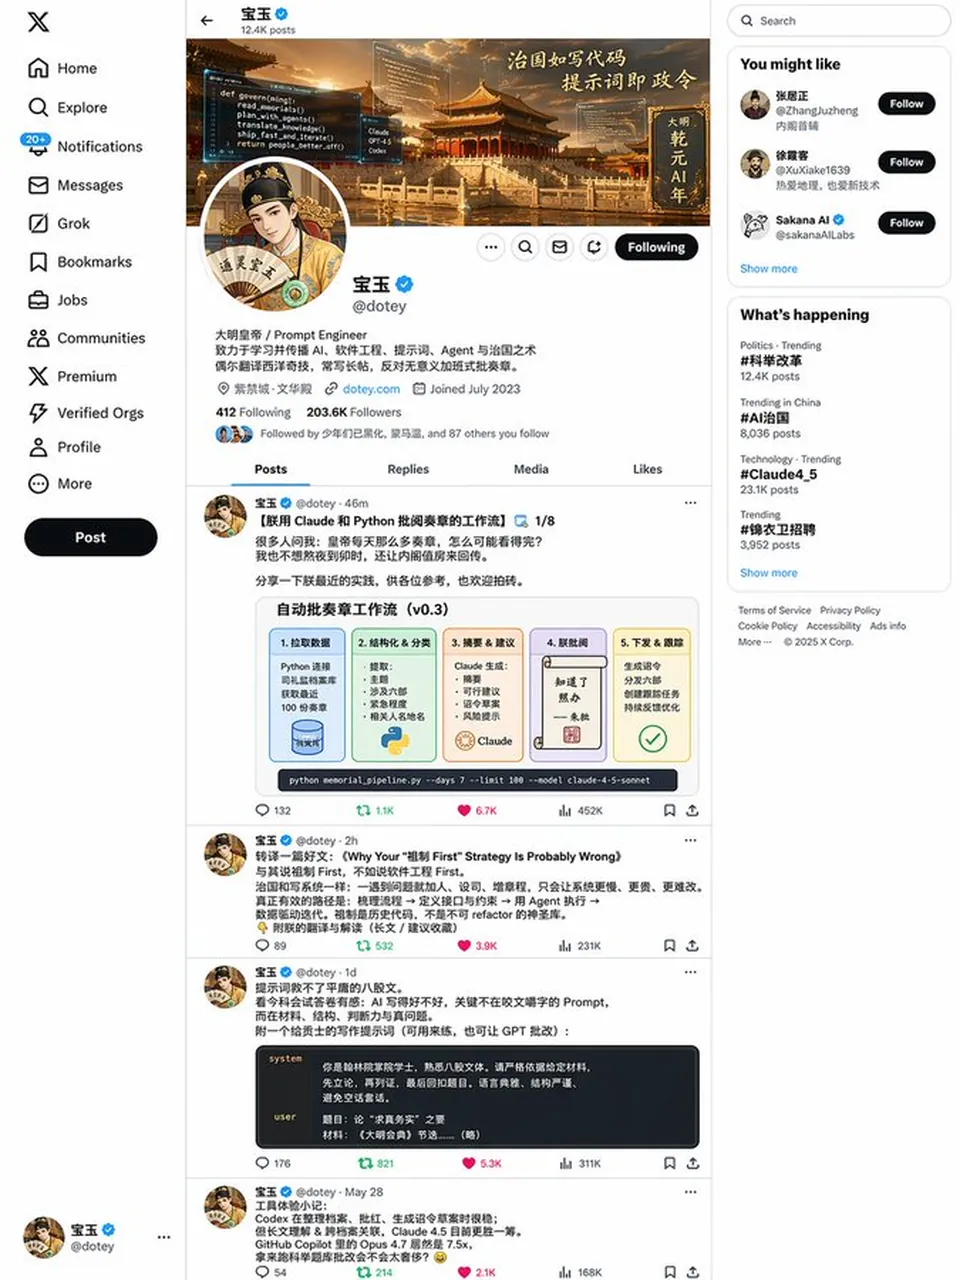 宝玉
12.4K posts
Home
Explore
20+
Notifications
Messages
Grok
Bookmarks
Jobs
Communities
Premium
Verified Orgs
Profile
More
Post
治国如写代码
提示词即政令
def govern(ming):
read_memorials()
plan_with_agents()
translate_knowledge()
ship_fast_and_iterate()
return people_better_off()
Claude
GPT-4.5
Codex
大明
乾元AI年
通灵宝玉
Following
宝玉
@dotey
大明皇帝 / Prompt Engineer
致力于学习并传播 AI、软件工程、提示词、Agent 与治国之术
偶尔翻译西洋奇技，常写长帖，反对无意义加班式批奏章。
紫禁城 · 文华殿 dotey.com Joined July 2023
412 Following 203.6K Followers
Followed by 少年们已黑化, 蒙马温, and 87 others you follow
Posts Replies Media Likes
宝玉 @dotey · 46m
【朕用 Claude 和 Python 批阅奏章的工作流】 1/8
很多人问我：皇帝每天那么多奏章，怎么可能看得完？
我也不想熬夜到卯时，还让内阁值房来回传。
分享一下朕最近的实践，供各位参考，也欢迎拍砖。
自动批奏章工作流（v0.3）
1. 拉取数据
Python 连接
司礼监档案库
获取最近
100 份奏章
2. 结构化 & 分类
· 提取：
· 主题
· 涉及六部
· 紧急程度
· 相关人名地名
3. 摘要 & 建议
Claude 生成：
· 摘要
· 可行建议
· 诏令草案
· 风险提示
Claude
4. 朕批阅
知道了
照办
——朱批
5. 下发 & 跟踪
生成诏令
分发六部
创建跟踪任务
持续反馈优化
python memorial_pipeline.py --days 7 --limit 100 --model claude-4-5-sonnet
132 1.1K 6.7K 452K
宝玉 @dotey · 2h
转译一篇好文：《Why Your "祖制 First" Strategy Is Probably Wrong》
与其说祖制 First，不如说软件工程 First。
治国和写系统一样：一遇到问题就加人、设司、增章程，只会让系统更慢、更贵、更难改。
真正有效的路径是：梳理流程 → 定义接口与约束 → 用 Agent 执行 →
数据驱动迭代。祖制是历史代码，不是不可 refactor 的神圣库。
👇 附朕的翻译与解读（长文 / 建议收藏）
89 532 3.9K 231K
宝玉 @dotey · 1d
提示词救不了平庸的八股文。
看今科会试答卷有感：AI 写得好不好，关键不在咬文嚼字的 Prompt，
而在材料、结构、判断力与真问题。
附一个给贡士的写作提示词（可用来练，也可让 GPT 批改）：
system
你是翰林院掌院学士，熟悉八股文体。请严格依据给定材料，
先立论，再列证，最后回扣题目。语言典雅、结构严谨、
避免空话套话。
user
题目：论“求真务实”之要
材料：《大明会典》节选……（略）
176 821 5.3K 311K
宝玉 @dotey · May 28
工具体验小记：
Codex 在整理档案、批红、生成诏令草案时很稳；
但长文理解 & 跨档案关联，Claude 4.5 目前更胜一筹。
GitHub Copilot 里的 Opus 4.7 居然是 7.5x，
拿来跑科举题库批改会不会太奢侈？😄
54 214 2.1K 168K
Search
You might like
张居正
@ZhangJuzheng
内阁首辅
Follow
徐霞客
@XuXiake1639
热爱地理，也爱新技术
Follow
Sakana AI
@sakanaAILabs
Follow
Show more
What's happening
Politics · Trending
#科举改革
12.4K posts
Trending in China
#AI治国
8,036 posts
Technology · Trending
#Claude4_5
23.1K posts
Trending
#锦衣卫招聘
3,952 posts
Show more
Terms of Service Privacy Policy
Cookie Policy Accessibility Ads info
More ··· © 2025 X Corp.
宝玉
@dotey